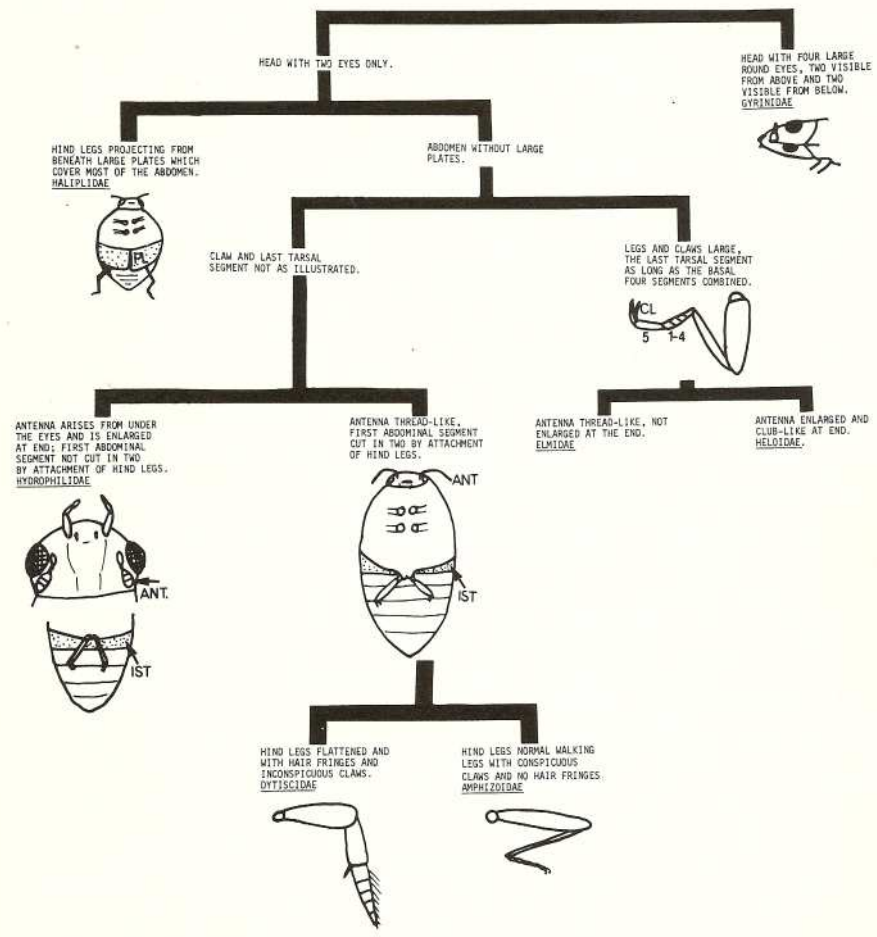 HEAD WITH TWO EYES ONLY.
HEAD WITH FOUR LARGE
ROUND EYES, TWO VISIBLE
FROM ABOVE AND TWO
VISIBLE FROM BELOW.
GYRINIDAE
HIND LEGS PROJECTING FROM
BENEATH LARGE PLATES WHICH
COVER MOST OF THE ABDOMEN.
HALIPLIDAE
PL
ABDOMEN WITHOUT LARGE
PLATES.
CLAW AND LAST TARSAL
SEGMENT NOT AS ILLUSTRATED.
LEGS AND CLAWS LARGE,
THE LAST TARSAL SEGMENT
AS LONG AS THE BASAL
FOUR SEGMENTS COMBINED.
CL
5 1-4
ANTENNA ARISES FROM UNDER
THE EYES AND IS ENLARGED
AT END; FIRST ABDOMINAL
SEGMENT NOT CUT IN TWO
BY ATTACHMENT OF HIND LEGS.
HYDROPHILIDAE
ANT.
IST
ANTENNA THREAD-LIKE,
FIRST ABDOMINAL SEGMENT
CUT IN TWO BY ATTACHMENT
OF HIND LEGS.
ANT
IST
ANTENNA THREAD-LIKE, NOT
ENLARGED AT THE END.
ELMIDAE
ANTENNA ENLARGED AND
CLUB-LIKE AT END.
HELOIDAE.
HIND LEGS FLATTENED AND
WITH HAIR FRINGES AND
INCONSPICUOUS CLAWS.
DYTISCIDAE
HIND LEGS NORMAL WALKING
LEGS WITH CONSPICUOUS
CLAWS AND NO HAIR FRINGES
AMPHIZOIDAE